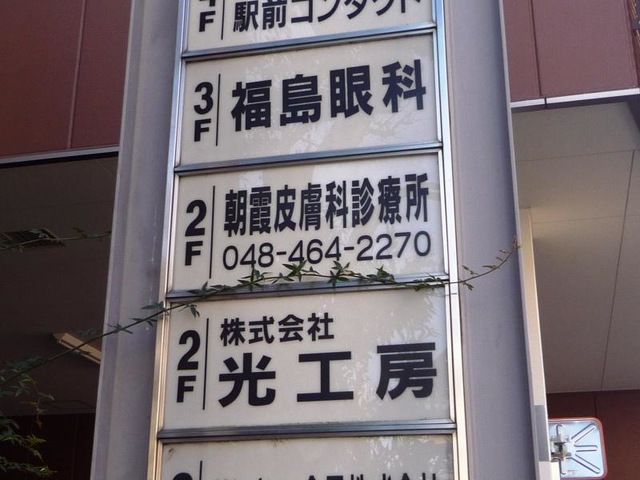 4F 駅前コンタクト
3F 福島眼科
2F 朝霞皮膚科診療所
048-464-2270
2F 株式会社
光工房